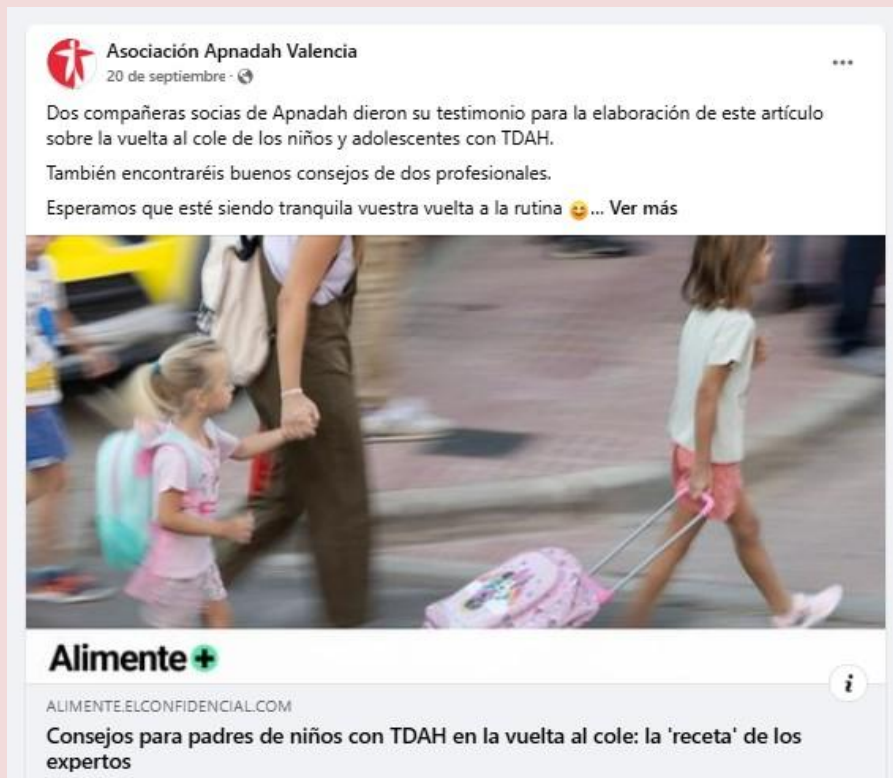 Asociación Apnadah Valencia
20 de septiembre ·
Dos compañeras socias de Apnadah dieron su testimonio para la elaboración de este artículo
sobre la vuelta al cole de los niños y adolescentes con TDAH.
También encontraréis buenos consejos de dos profesionales.
Esperamos que esté siendo tranquila vuestra vuelta a la rutina 😊... Ver más
Alimente +
i
ALIMENTE.ELCONFIDENCIAL.COM
Consejos para padres de niños con TDAH en la vuelta al cole: la 'receta' de los
expertos